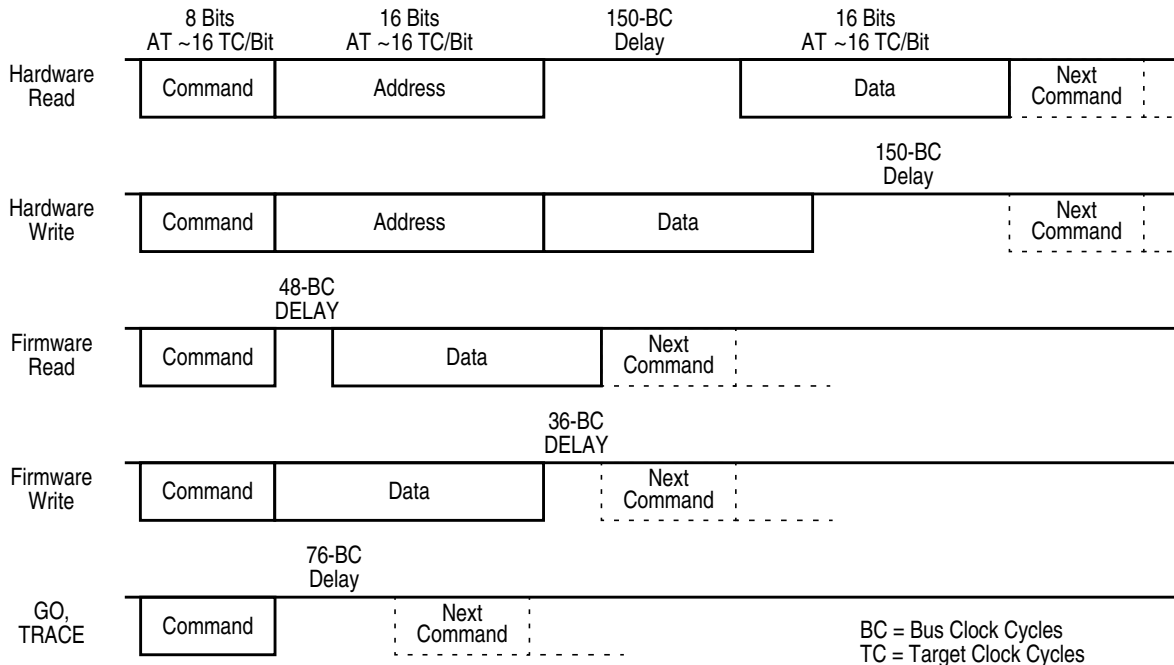 8 Bits
16 Bits
150-BC
16 Bits
AT ~16 TC/Bit
AT ~16 TC/Bit
Delay
AT ~16 TC/Bit
Hardware
Read
Command
Address
Data
Next
Command
150-BC
Delay
Hardware
Write
Command
Address
Data
Next
Command
48-BC
DELAY
Firmware
Read
Command
Data
Next
Command
36-BC
DELAY
Firmware
Write
Command
Data
Next
Command
76-BC
Delay
GO,
TRACE
Command
Next
Command
BC = Bus Clock Cycles
TC = Target Clock Cycles